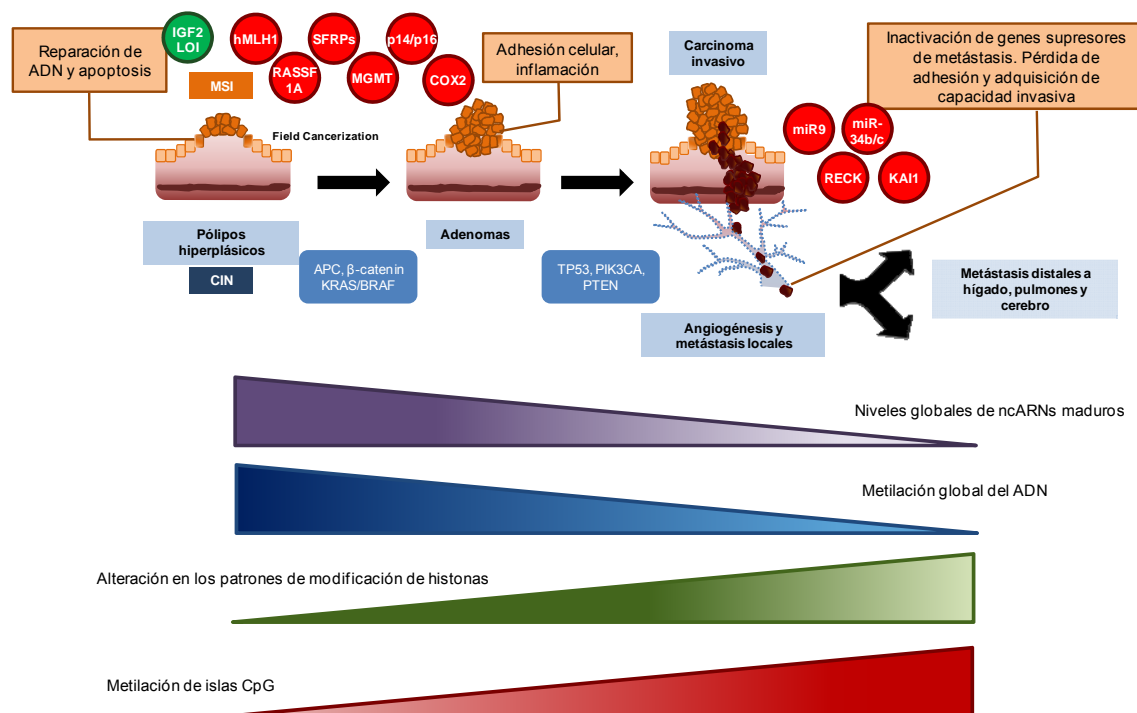 Reparación de
ADN y apoptosis
IGF2
LOI
hMLH1
SFRPs
p14/p16
RASSF
1A
MGMT
COX2
MSI
Adhesión celular,
inflamación
Carcinoma
invasivo
Inactivación de genes supresores
de metástasis. Pérdida de
adhesión y adquisición de
capacidad invasiva
miR9
miR-
34b/c
RECK
KAI1
Field Cancerization
Pólipos
hiperplásicos
CIN
APC, β-catenin
KRAS/BRAF
Adenomas
TP53, PIK3CA,
PTEN
Angiogénesis y
metástasis locales
Metástasis distales a
hígado, pulmones y
cerebro
Niveles globales de ncARNs maduros
Metilación global del ADN
Alteración en los patrones de modificación de histonas
Metilación de islas CpG